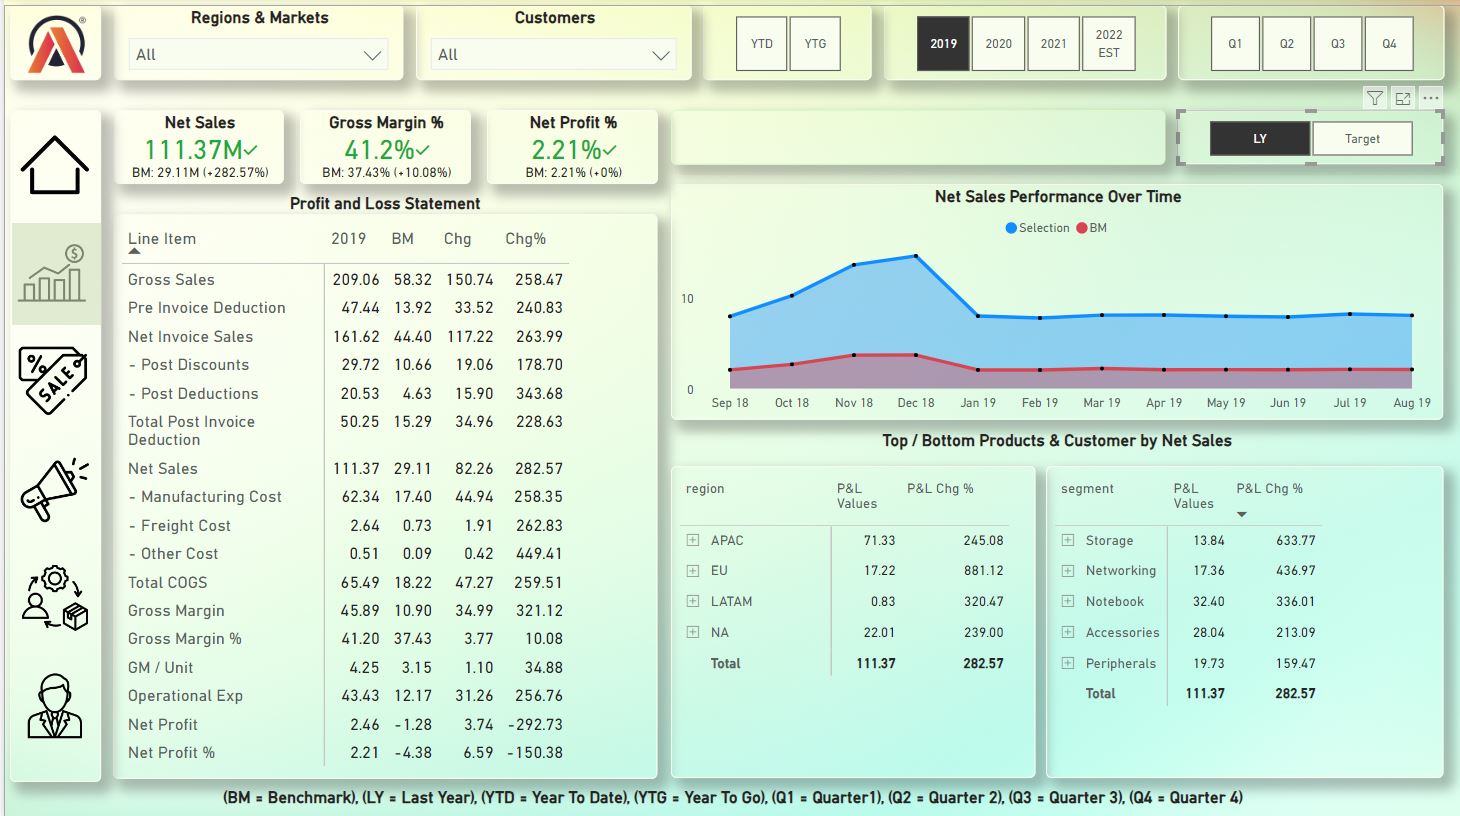 Regions & Markets
All
Customers
All
YTD YTG
2019 2020 2021 2022 EST
Q1 Q2 Q3 Q4
Net Sales
111.37M✓
BM: 29.11M (+282.57%)
Gross Margin %
41.2%✓
BM: 37.43% (+10.08%)
Net Profit %
2.21%✓
BM: 2.21% (+0%)
LY Target
Profit and Loss Statement
Line Item 2019 BM Chg Chg%
Gross Sales 209.06 58.32 150.74 258.47
Pre Invoice Deduction 47.44 13.92 33.52 240.83
Net Invoice Sales 161.62 44.40 117.22 263.99
- Post Discounts 29.72 10.66 19.06 178.70
- Post Deductions 20.53 4.63 15.90 343.68
Total Post Invoice Deduction 50.25 15.29 34.96 228.63
Net Sales 111.37 29.11 82.26 282.57
- Manufacturing Cost 62.34 17.40 44.94 258.35
- Freight Cost 2.64 0.73 1.91 262.83
- Other Cost 0.51 0.09 0.42 449.41
Total COGS 65.49 18.22 47.27 259.51
Gross Margin 45.89 10.90 34.99 321.12
Gross Margin % 41.20 37.43 3.77 10.08
GM / Unit 4.25 3.15 1.10 34.88
Operational Exp 43.43 12.17 31.26 256.76
Net Profit 2.46 -1.28 3.74 -292.73
Net Profit % 2.21 -4.38 6.59 -150.38
Net Sales Performance Over Time
Selection BM
10
0
Sep 18 Oct 18 Nov 18 Dec 18 Jan 19 Feb 19 Mar 19 Apr 19 May 19 Jun 19 Jul 19 Aug 19
Top / Bottom Products & Customer by Net Sales
region P&L Values P&L Chg %
APAC 71.33 245.08
EU 17.22 881.12
LATAM 0.83 320.47
NA 22.01 239.00
Total 111.37 282.57
segment P&L Values P&L Chg %
Storage 13.84 633.77
Networking 17.36 436.97
Notebook 32.40 336.01
Accessories 28.04 213.09
Peripherals 19.73 159.47
Total 111.37 282.57
% SALE
$
(BM = Benchmark), (LY = Last Year), (YTD = Year To Date), (YTG = Year To Go), (Q1 = Quarter1), (Q2 = Quarter 2), (Q3 = Quarter 3), (Q4 = Quarter 4)